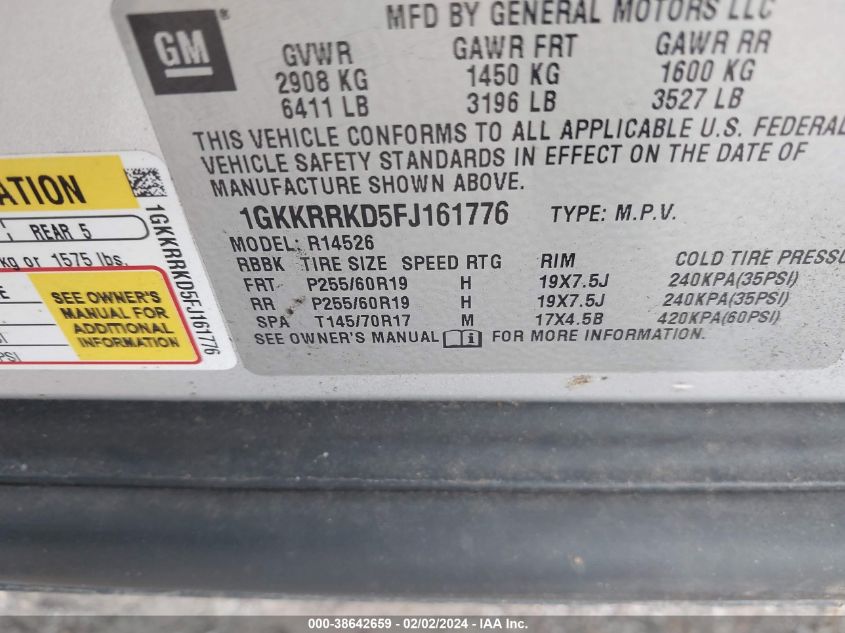 MFD BY GENERAL MOTORS LLC
GM
GVWR GAWR FRT GAWR RR
2908 KG 1450 KG 1600 KG
6411 LB 3196 LB 3527 LB
THIS VEHICLE CONFORMS TO ALL APPLICABLE U.S. FEDERAL
VEHICLE SAFETY STANDARDS IN EFFECT ON THE DATE OF
MANUFACTURE SHOWN ABOVE.
1GKKRRKD5FJ161776 TYPE: M.P.V.
MODEL: R14526
RBBK TIRE SIZE SPEED RTG RIM COLD TIRE PRESSU
FRT P255/60R19 H 19X7.5J 240KPA(35PSI)
RR P255/60R19 H 19X7.5J 240KPA(35PSI)
SPA T145/70R17 M 17X4.5B 420KPA(60PSI)
SEE OWNER'S MANUAL i FOR MORE INFORMATION.
ATION
REAR 5
kg or 1575 lbs.
SEE OWNER'S
MANUAL FOR
ADDITIONAL
INFORMATION
PSI)
1GKKRRKD5FJ161776
000-38642659 - 02/02/2024 - IAA Inc.